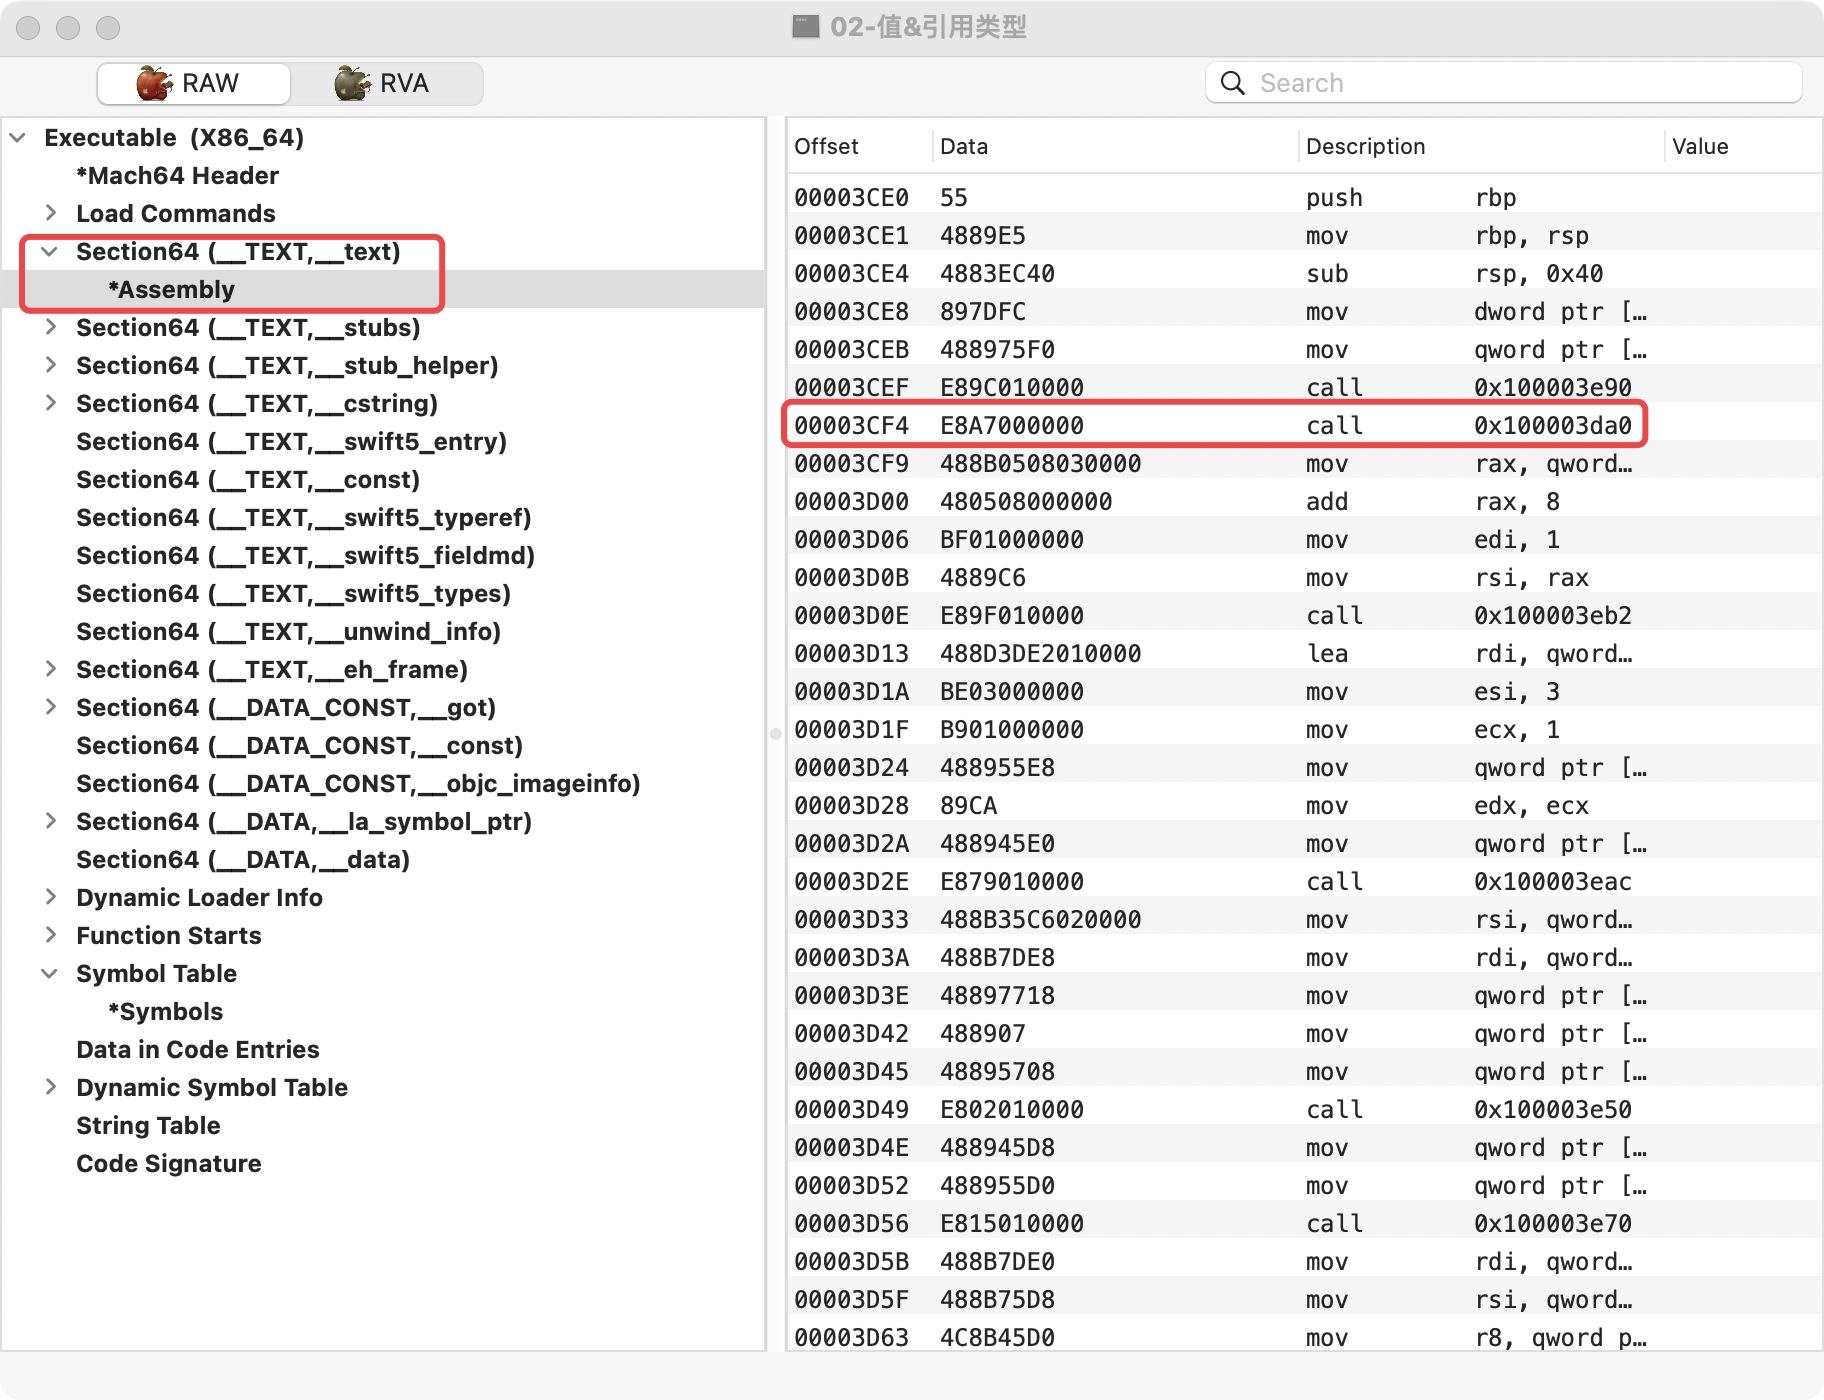 02-值&引用类型
RAW
RVA
Search
Executable (X86_64)
*Mach64 Header
Load Commands
Section64 (__TEXT,__text)
*Assembly
Section64 (__TEXT,__stubs)
Section64 (__TEXT,__stub_helper)
Section64 (__TEXT,__cstring)
Section64 (__TEXT,__swift5_entry)
Section64 (__TEXT,__const)
Section64 (__TEXT,__swift5_typeref)
Section64 (__TEXT,__swift5_fieldmd)
Section64 (__TEXT,__swift5_types)
Section64 (__TEXT,__unwind_info)
Section64 (__TEXT,__eh_frame)
Section64 (__DATA_CONST,__got)
Section64 (__DATA_CONST,__const)
Section64 (__DATA_CONST,__objc_imageinfo)
Section64 (__DATA,__la_symbol_ptr)
Section64 (__DATA,__data)
Dynamic Loader Info
Function Starts
Symbol Table
*Symbols
Data in Code Entries
Dynamic Symbol Table
String Table
Code Signature
Offset Data Description Value
00003CE0 55 push rbp
00003CE1 4889E5 mov rbp, rsp
00003CE4 4883EC40 sub rsp, 0x40
00003CE8 897DFC mov dword ptr […
00003CEB 488975F0 mov qword ptr […
00003CEF E89C010000 call 0x100003e90
00003CF4 E8A7000000 call 0x100003da0
00003CF9 488B0508030000 mov rax, qword…
00003D00 480508000000 add rax, 8
00003D06 BF01000000 mov edi, 1
00003D0B 4889C6 mov rsi, rax
00003D0E E89F010000 call 0x100003eb2
00003D13 488D3DE2010000 lea rdi, qword…
00003D1A BE03000000 mov esi, 3
00003D1F B901000000 mov ecx, 1
00003D24 488955E8 mov qword ptr […
00003D28 89CA mov edx, ecx
00003D2A 488945E0 mov qword ptr […
00003D2E E879010000 call 0x100003eac
00003D33 488B35C6020000 mov rsi, qword…
00003D3A 488B7DE8 mov rdi, qword…
00003D3E 48897718 mov qword ptr […
00003D42 488907 mov qword ptr […
00003D45 48895708 mov qword ptr […
00003D49 E802010000 call 0x100003e50
00003D4E 488945D8 mov qword ptr […
00003D52 488955D0 mov qword ptr […
00003D56 E815010000 call 0x100003e70
00003D5B 488B7DE0 mov rdi, qword…
00003D5F 488B75D8 mov rsi, qword…
00003D63 4C8B45D0 mov r8, qword p…